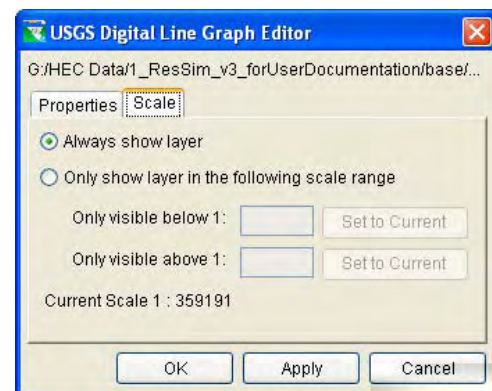 USGS Digital Line Graph Editor
G:/HEC Data/1_ResSim_v3_forUserDocumentation/base/...
Properties Scale
Always show layer
Only show layer in the following scale range
Only visible below 1: Set to Current
Only visible above 1: Set to Current
Current Scale 1 : 359191
OK Apply Cancel